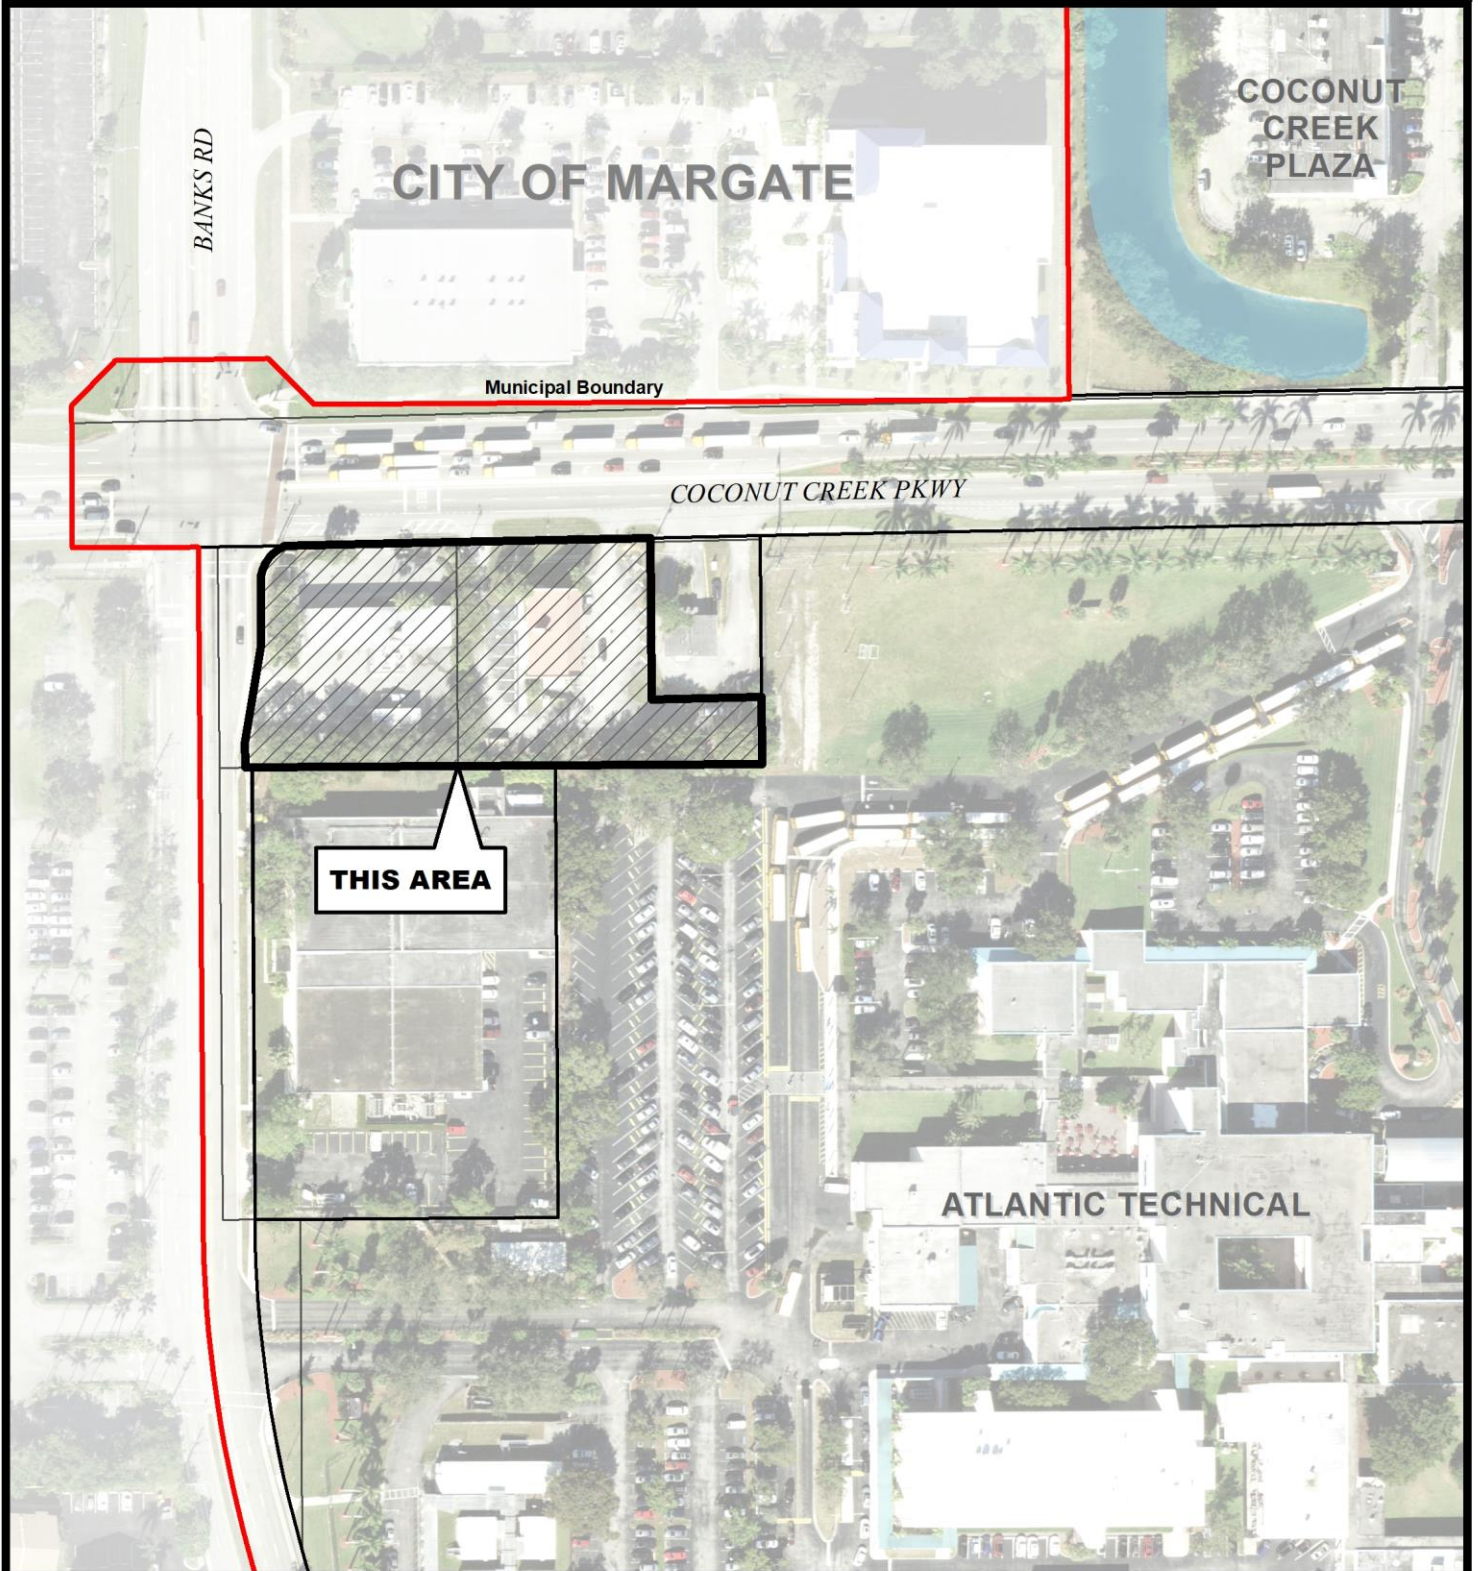 COCONUT
CREEK
PLAZA
BANKS RD
CITY OF MARGATE
Municipal Boundary
COCONUT CREEK PKWY
THIS AREA
ATLANTIC TECHNICAL